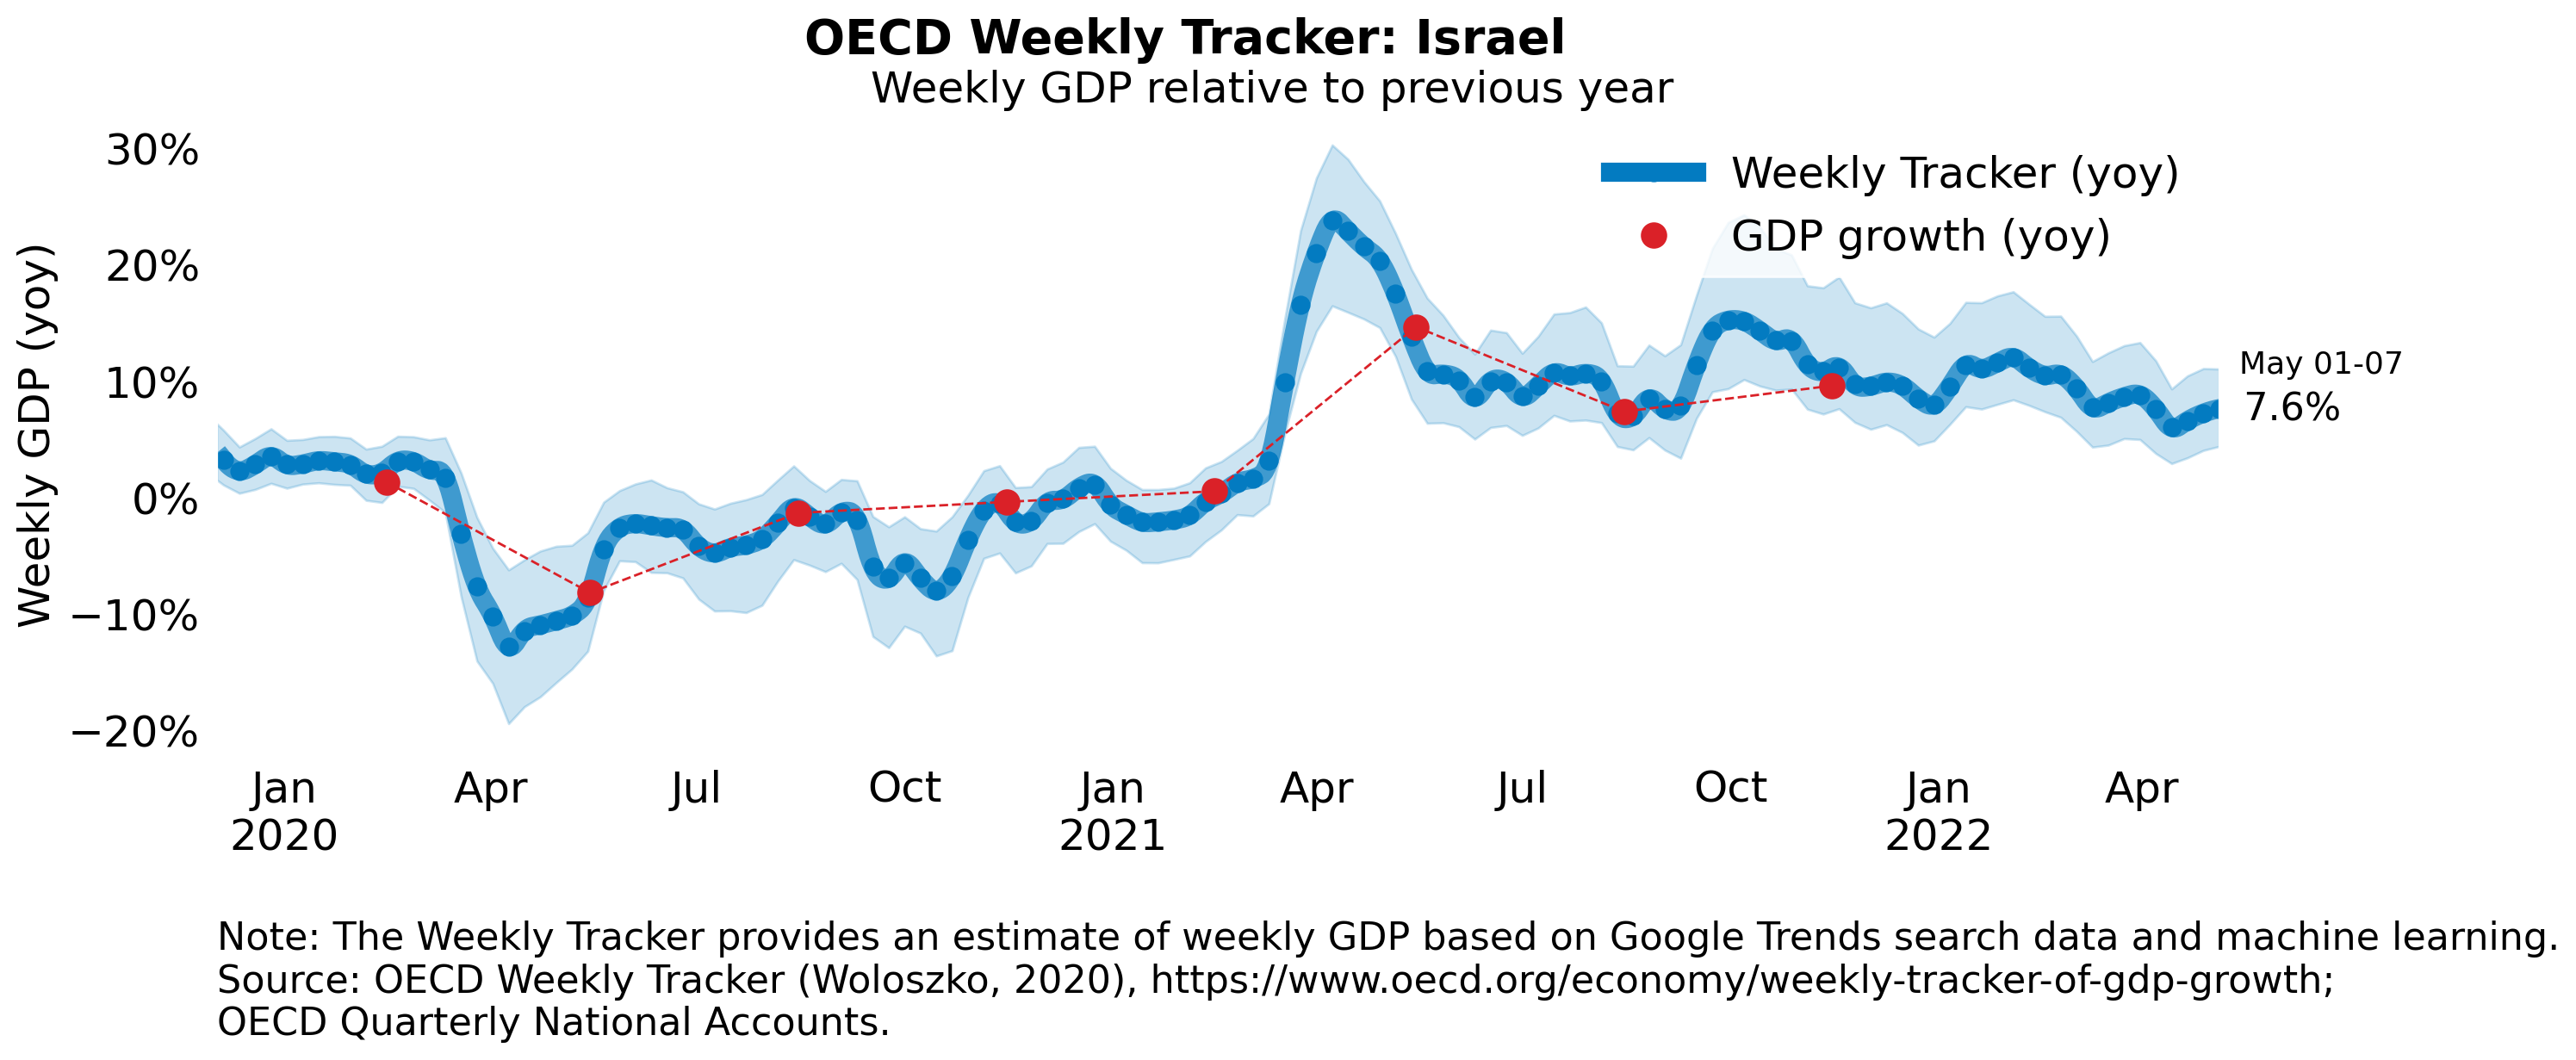 OECD Weekly Tracker: Israel
Weekly GDP relative to previous year
Weekly GDP (yoy)
30%
20%
10%
0%
−10%
−20%
Weekly Tracker (yoy)
GDP growth (yoy)
May 01-07
7.6%
Jan Apr Jul Oct Jan Apr Jul Oct Jan Apr
2020 2021 2022
Note: The Weekly Tracker provides an estimate of weekly GDP based on Google Trends search data and machine learning.
Source: OECD Weekly Tracker (Woloszko, 2020), https://www.oecd.org/economy/weekly-tracker-of-gdp-growth;
OECD Quarterly National Accounts.